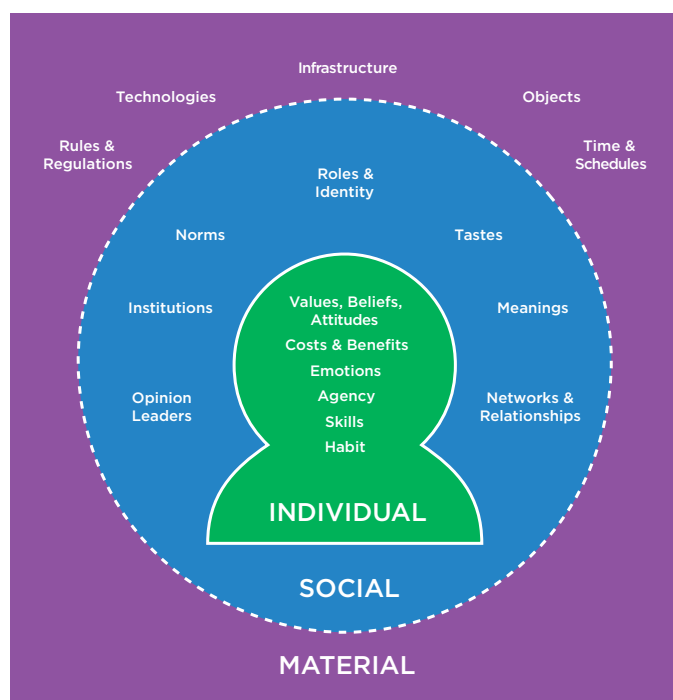 Infrastructure
Technologies
Objects
Rules &
Regulations
Time &
Schedules
Roles &
Identity
Norms
Tastes
Institutions
Meanings
Opinion
Leaders
Networks &
Relationships
Values, Beliefs,
Attitudes
Costs & Benefits
Emotions
Agency
Skills
Habit
INDIVIDUAL
SOCIAL
MATERIAL